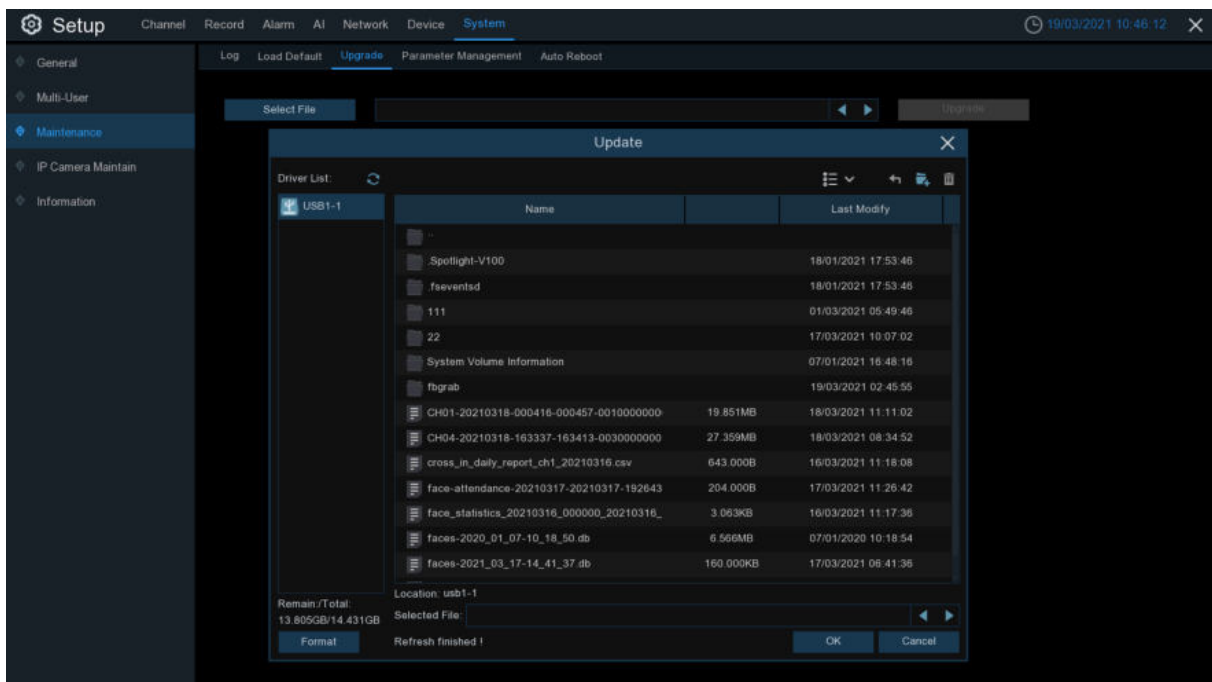 Setup Channel Record Alarm AI Network Device System 19/03/2021 10:46:12
General
Multi-User
Maintenance
IP Camera Maintain
Information
Log Load Default Upgrade Parameter Management Auto Reboot
Select File Upgrade
Update
Driver List:
USB1-1
Name Last Modify
..
.Spotlight-V100 18/01/2021 17:53:46
.fseventsd 18/01/2021 17:53:46
111 01/03/2021 05:49:46
22 17/03/2021 10:07:02
System Volume Information 07/01/2021 16:48:16
fbgrab 19/03/2021 02:45:55
CH01-20210318-000416-000457-0010000000 19.851MB 18/03/2021 11:11:02
CH04-20210318-163337-163413-0030000000 27.359MB 18/03/2021 08:34:52
cross_in_daily_report_ch1_20210316.csv 643.000B 16/03/2021 11:18:08
face-attendance-20210317-20210317-192643 204.000B 17/03/2021 11:26:42
face_statistics_20210316_000000_20210316_ 3.063KB 16/03/2021 11:17:36
faces-2020_01_07-10_18_50.db 6.566MB 07/01/2020 10:18:54
faces-2021_03_17-14_41_37.db 160.000KB 17/03/2021 06:41:36
Location: usb1-1
Remain:/Total:
13.805GB/14.431GB
Selected File:
Format
Refresh finished !
OK Cancel